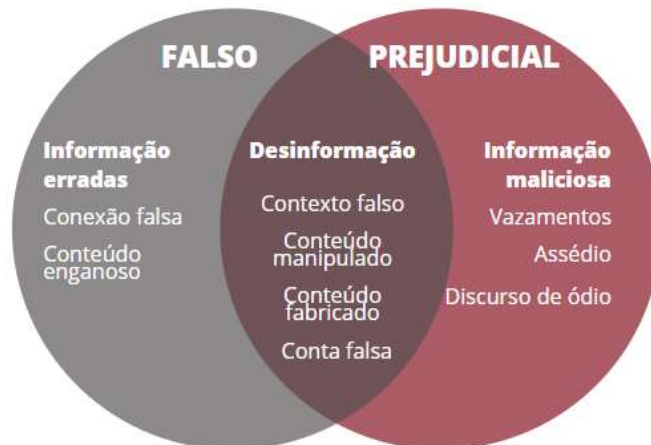 FALSO
PREJUDICIAL
Informação
erradas
Conexão falsa
Conteúdo
enganoso
Desinformação
Contexto falso
Conteúdo
manipulado
Conteúdo
fabricado
Conta falsa
Informação
maliciosa
Vazamentos
Assédio
Discurso de ódio